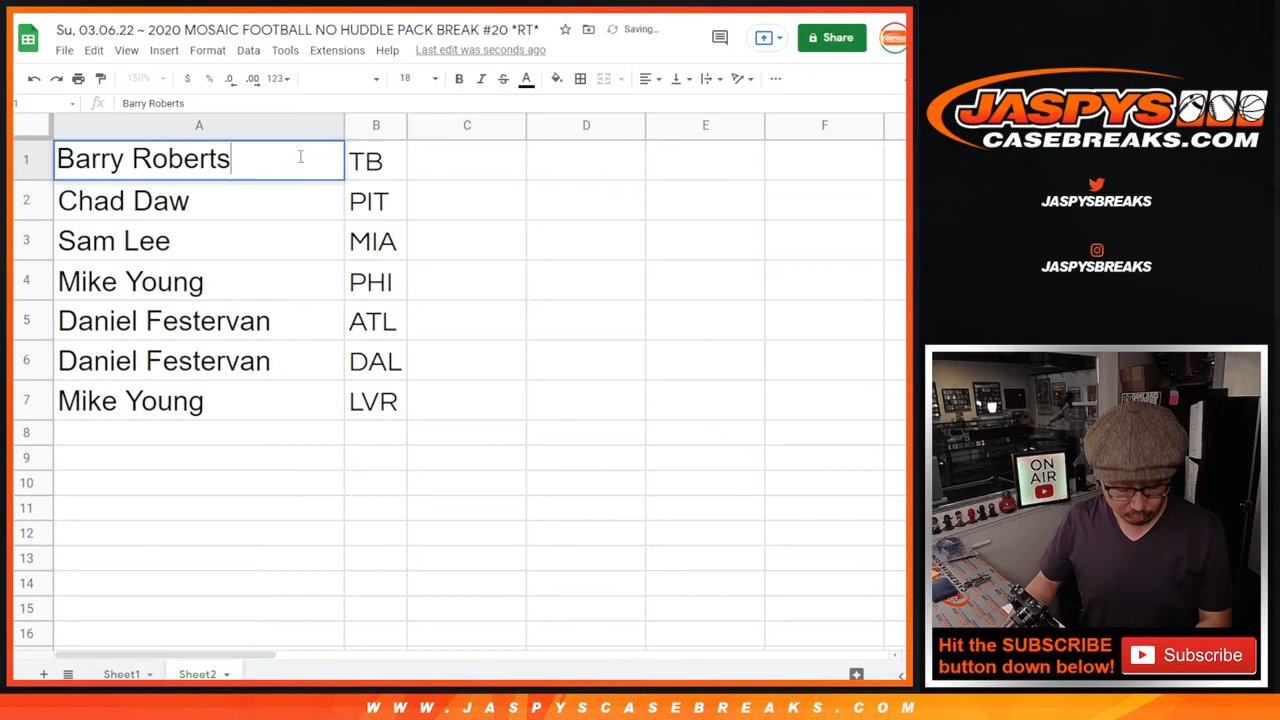 Su, 03.06.22 ~ 2020 MOSAIC FOOTBALL NO HUDDLE PACK BREAK #20 *RT*
Saving...
File Edit View Insert Format Data Tools Extensions Help Last edit was seconds ago
Share
150% $ % .0 .00 123 18 B I S A
1 fx Barry Roberts
A B C D E F
1 Barry Roberts TB
2 Chad Daw PIT
3 Sam Lee MIA
4 Mike Young PHI
5 Daniel Festervan ATL
6 Daniel Festervan DAL
7 Mike Young LVR
8
9
10
11
12
13
14
15
16
+ Sheet1 Sheet2
JASPYS
CASEBREAKS.COM
JASPYSBREAKS
JASPYSBREAKS
ON
AIR
Hit the SUBSCRIBE
button down below!
Subscribe
WWW.JASPYSCASEBREAKS.COM